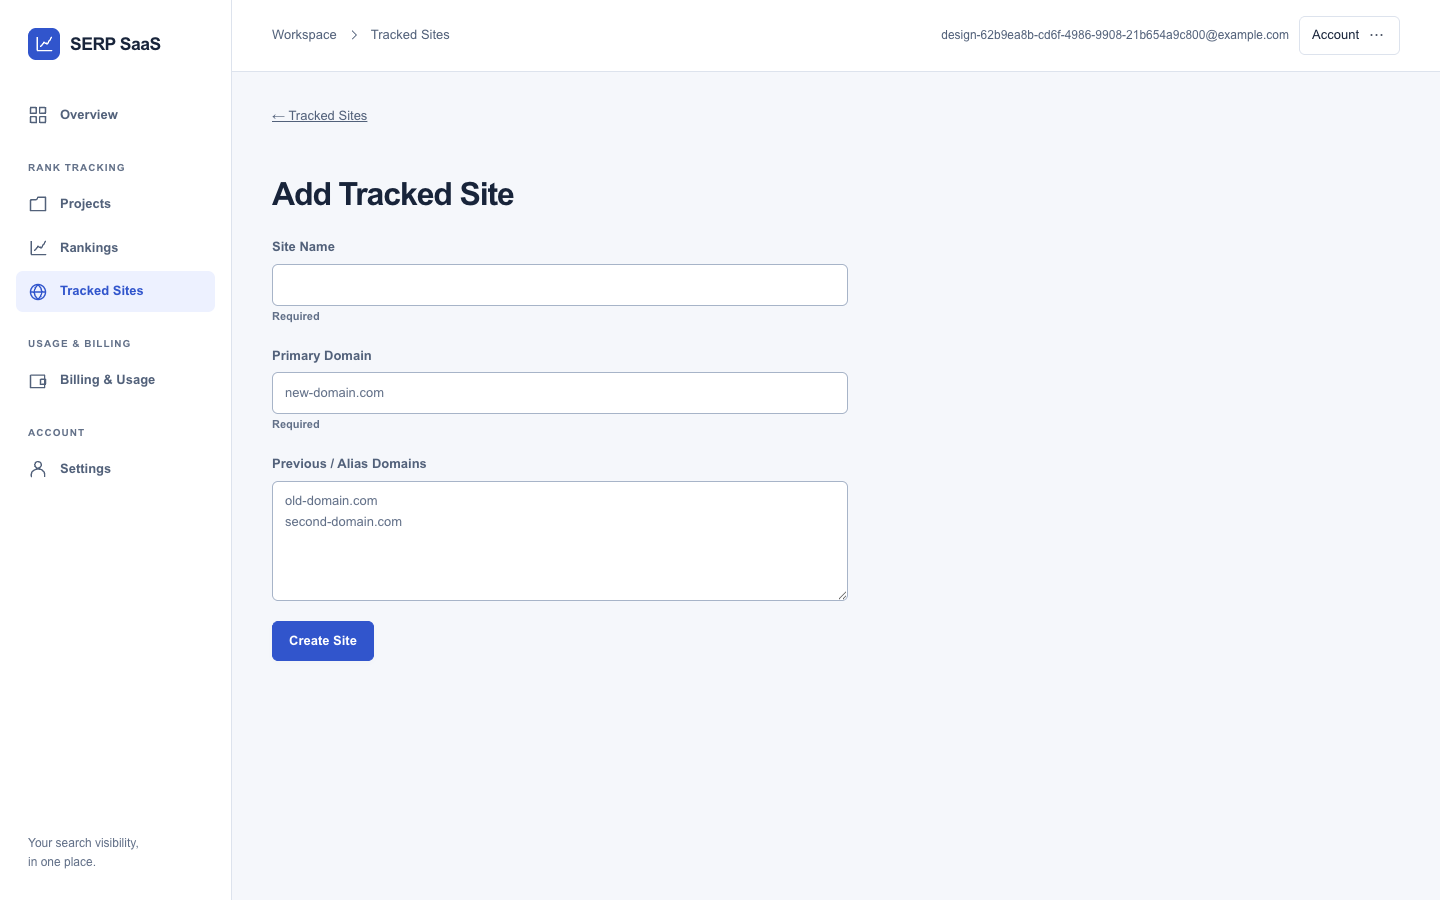 SERP SaaS
Overview
RANK TRACKING
Projects
Rankings
Tracked Sites
USAGE & BILLING
Billing & Usage
ACCOUNT
Settings
Your search visibility,
in one place.
Workspace > Tracked Sites
design-62b9ea8b-cd6f-4986-9908-21b654a9c800@example.com
Account ···
← Tracked Sites
Add Tracked Site
Site Name
Required
Primary Domain
new-domain.com
Required
Previous / Alias Domains
old-domain.com
second-domain.com
Create Site